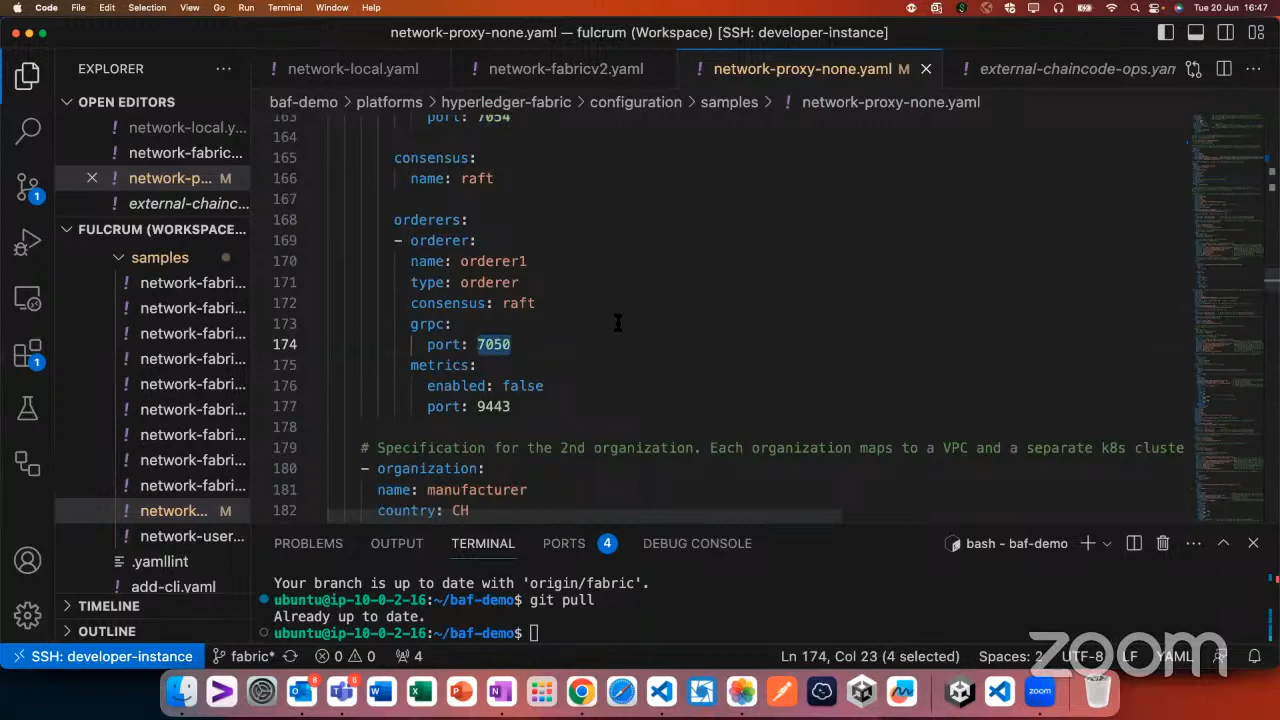 Code File Edit Selection View Go Run Terminal Window Help Tue 20 Jun 16:47
network-proxy-none.yaml — fulcrum (Workspace) [SSH: developer-instance]
EXPLORER
network-local.yaml
network-fabricv2.yaml
network-proxy-none.yaml M
external-chaincode-ops.yam
OPEN EDITORS
network-local.y...
network-fabric...
network-p... M
external-chainc...
FULCRUM (WORKSPACE...
samples
network-fabri...
network-fabri...
network-fabri...
network-fabri...
network-fabri...
network-fabri...
network-fabri...
network-fabri...
network-fabri...
network... M
network-user...
.yamllint
add-cli.yaml
TIMELINE
OUTLINE
1
1
baf-demo > platforms > hyperledger-fabric > configuration > samples > ! network-proxy-none.yaml
163 port: 7054
164
165 consensus:
166 name: raft
167
168 orderers:
169 - orderer:
170 name: orderer1
171 type: orderer
172 consensus: raft
173 grpc:
174 port: 7050
175 metrics:
176 enabled: false
177 port: 9443
178
179 # Specification for the 2nd organization. Each organization maps to a VPC and a separate k8s cluste
180 - organization:
181 name: manufacturer
182 country: CH
PROBLEMS OUTPUT TERMINAL PORTS 4 DEBUG CONSOLE
bash - baf-demo
Your branch is up to date with 'origin/fabric'.
ubuntu@ip-10-0-2-16:~/baf-demo$ git pull
Already up to date.
ubuntu@ip-10-0-2-16:~/baf-demo$
SSH: developer-instance fabric* 0 0 4 Ln 174, Col 23 (4 selected) Spaces: 2 UTF-8 LF YAML
zoom
6 6 zoom